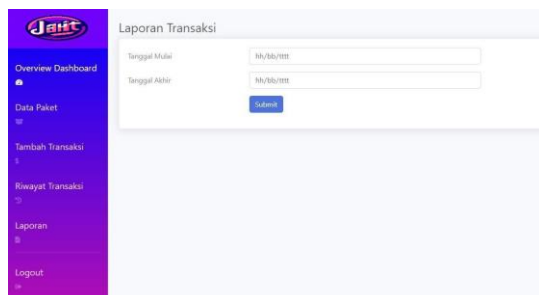 Jait
Laporan Transaksi
Overview Dashboard
Data Paket
Tambah Transaksi
Riwayat Transaksi
Laporan
Logout
Tanggal Mulai
hh/bb/tttt
Tanggal Akhir
hh/bb/tttt
Submit